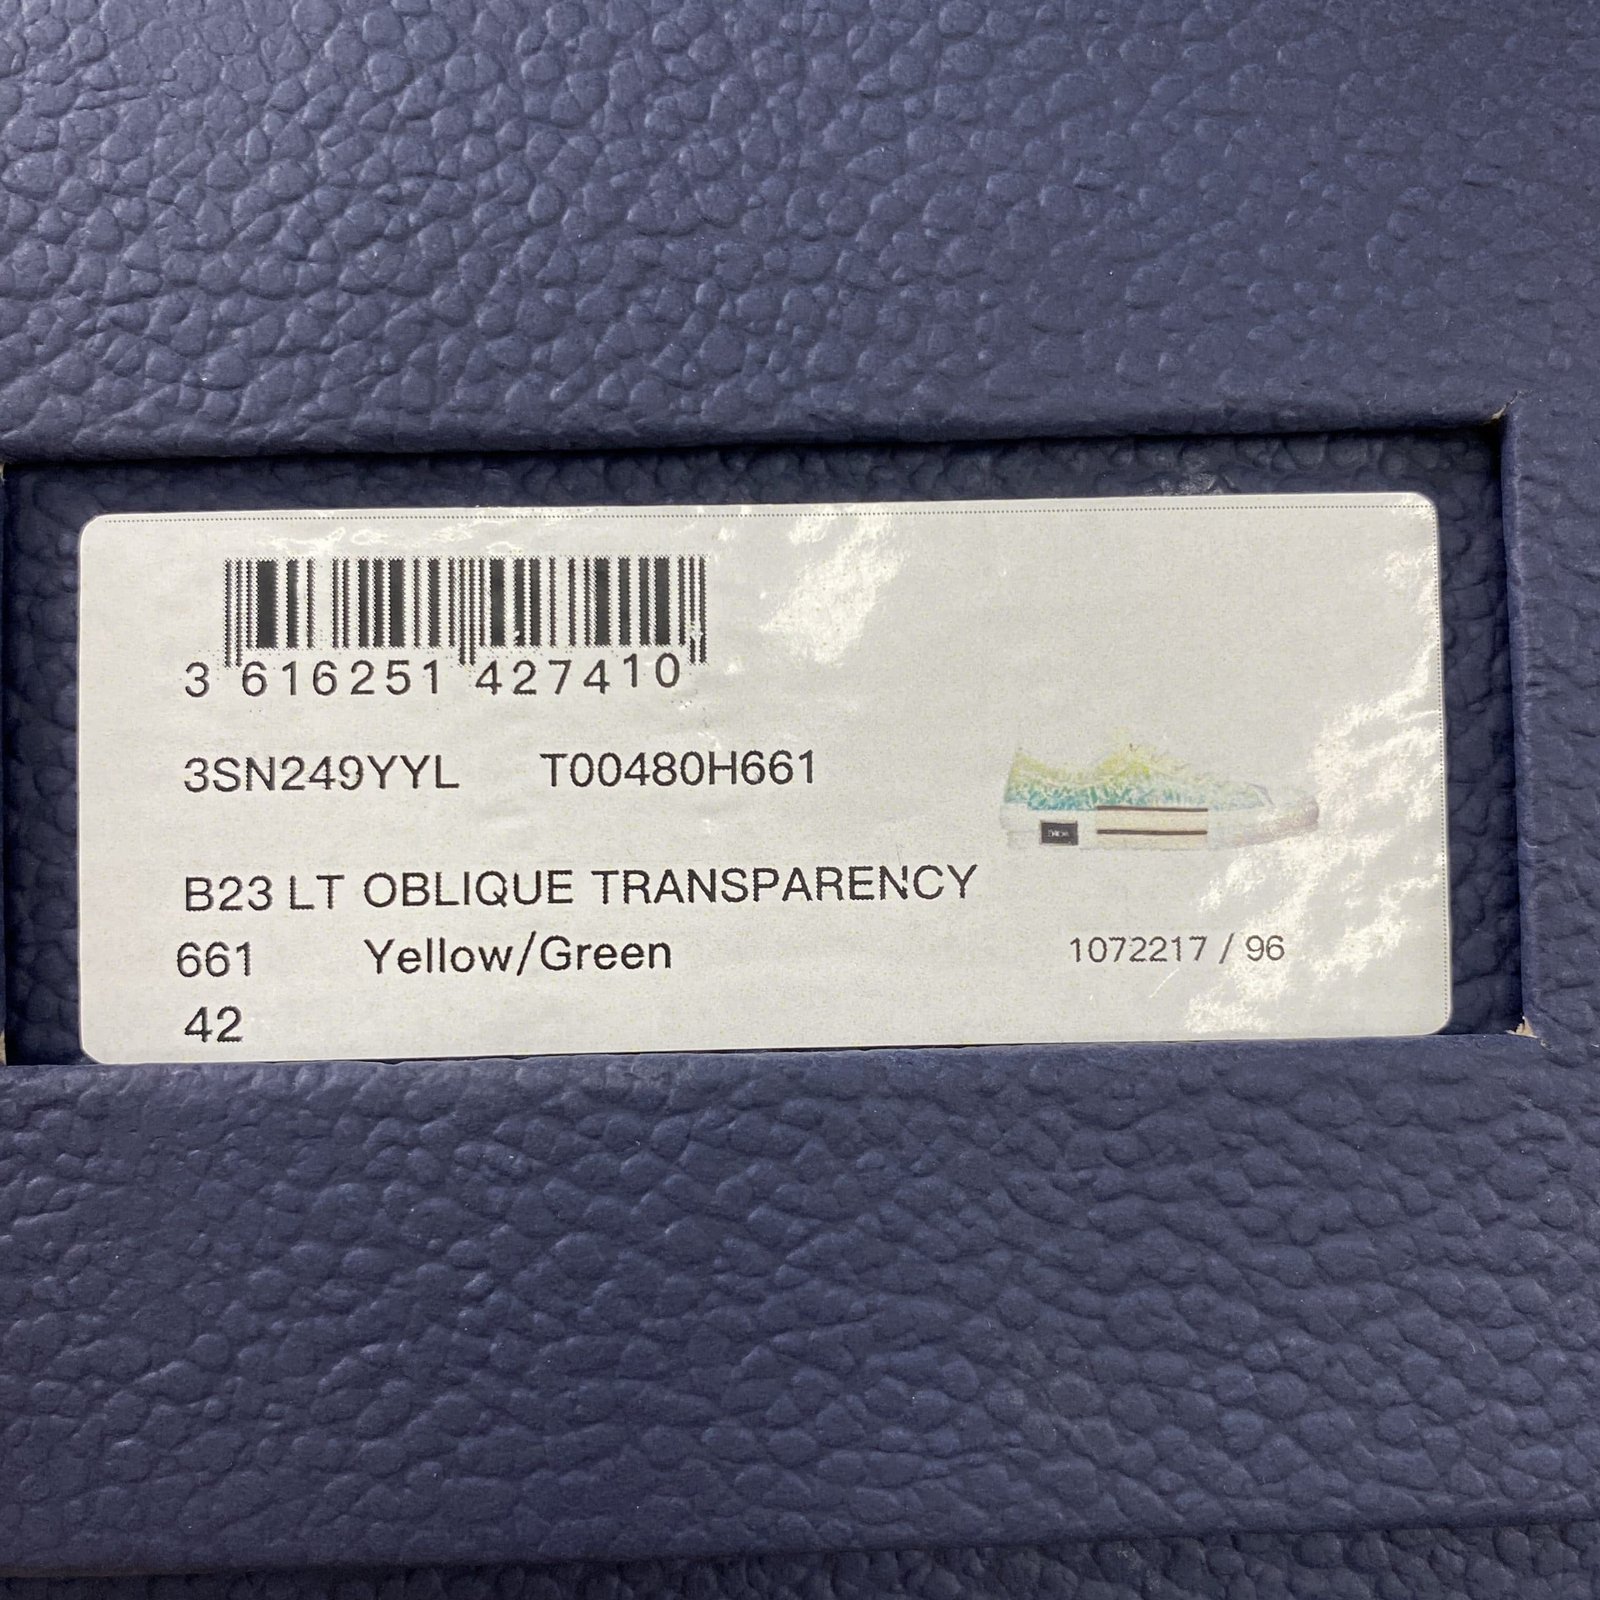 3 616251 427410
3SN249YYL T00480H661
B23 LT OBLIQUE TRANSPARENCY
661 Yellow/Green 1072217 / 96
42